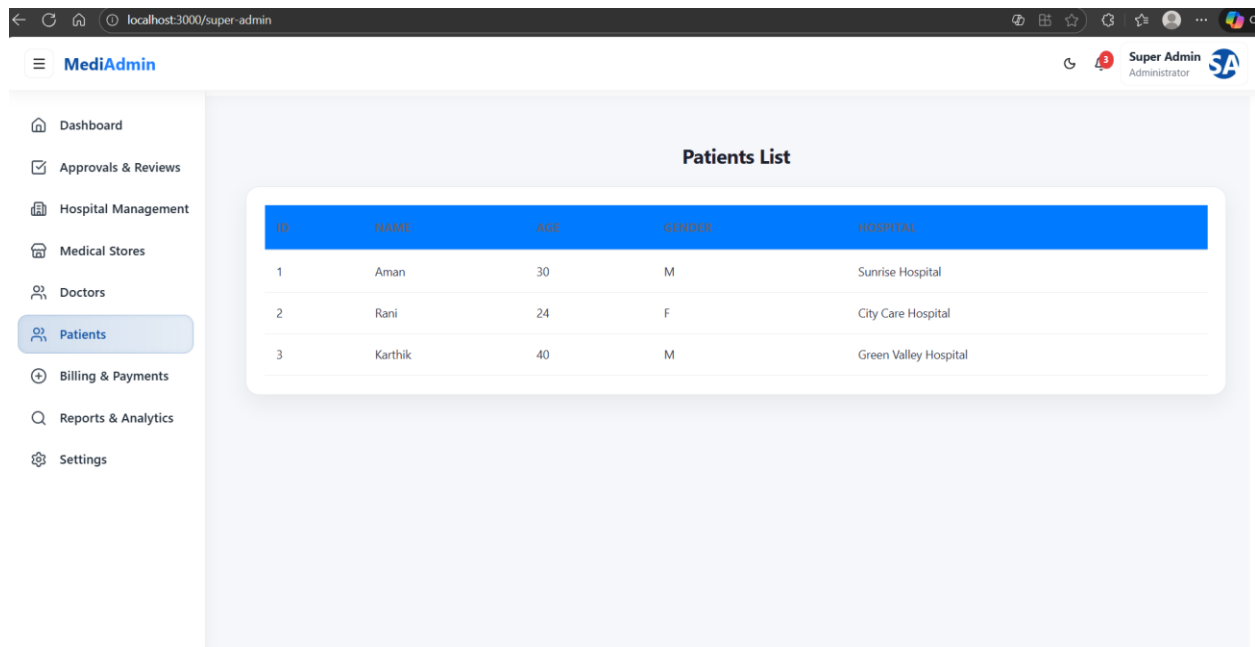 localhost:3000/super-admin
MediAdmin
3
Super Admin
Administrator
SA
Dashboard
Approvals & Reviews
Hospital Management
Medical Stores
Doctors
Patients
Billing & Payments
Reports & Analytics
Settings
Patients List
ID NAME AGE GENDER HOSPITAL
1 Aman 30 M Sunrise Hospital
2 Rani 24 F City Care Hospital
3 Karthik 40 M Green Valley Hospital